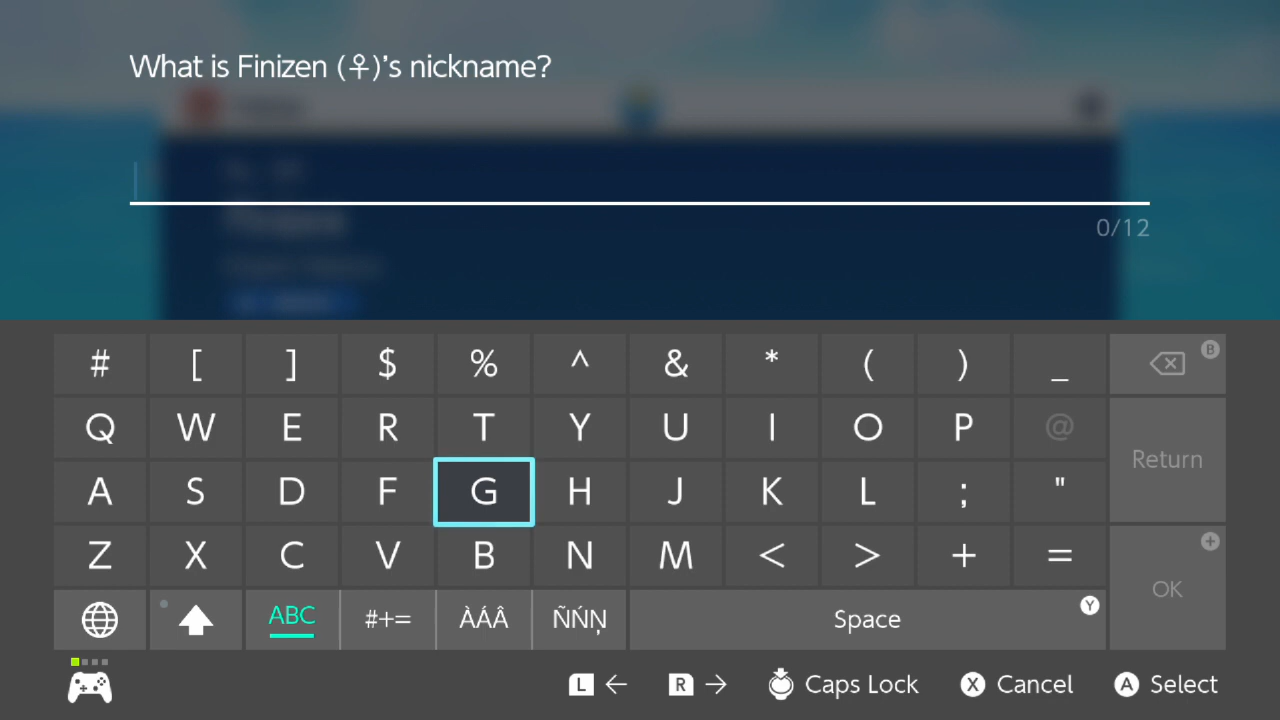 What is Finizen (♀)'s nickname?
0/12
# [ ] $ % ^ & * ( ) _ B
Q W E R T Y U I O P @
A S D F G H J K L ; " Return
Z X C V B N M < > + = + OK
ABC #+= ÀÁÂ ÑŃŅ Space Y
L ← R → Caps Lock X Cancel A Select